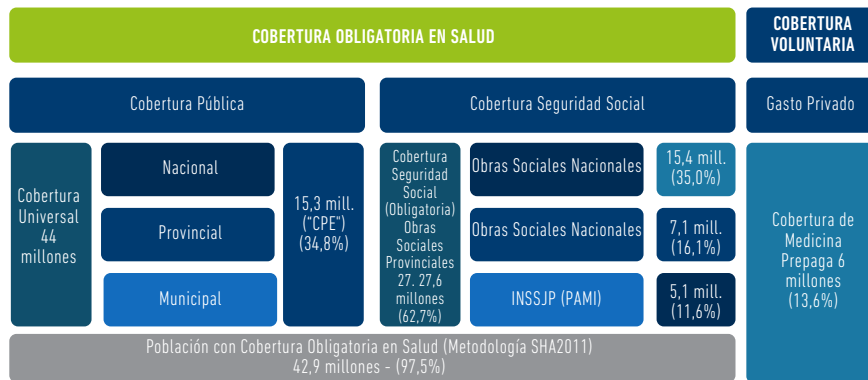 COBERTURA OBLIGATORIA EN SALUD
COBERTURA
VOLUNTARIA
Cobertura Pública
Cobertura Seguridad Social
Gasto Privado
Cobertura
Universal
44
millones
Nacional
Provincial
Municipal
15,3 mill.
("CPE")
(34,8%)
Cobertura
Seguridad
Social
(Obligatoria)
Obras
Sociales
Provinciales
27. 27,6
millones
(62,7%)
Obras Sociales Nacionales
15,4 mill.
(35,0%)
Obras Sociales Nacionales
7,1 mill.
(16,1%)
INSSJP (PAMI)
5,1 mill.
(11,6%)
Cobertura de
Medicina
Prepaga 6
millones
(13,6%)
Población con Cobertura Obligatoria en Salud (Metodología SHA2011)
42,9 millones - (97,5%)